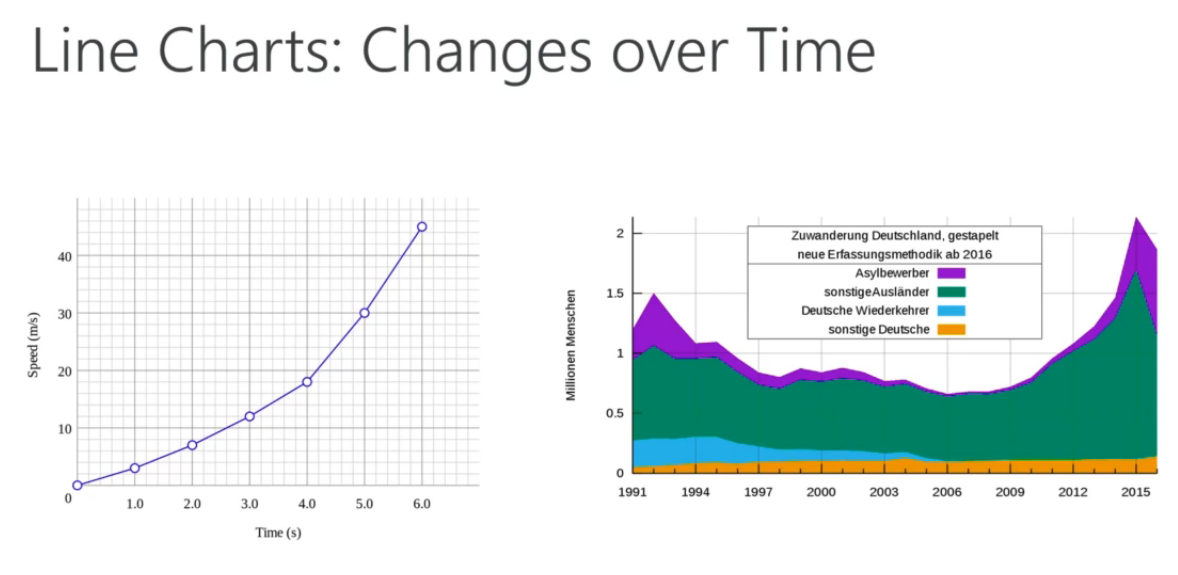 Line Charts: Changes over Time
Speed (m/s)
40
30
20
10
0
1.0 2.0 3.0 4.0 5.0 6.0
Time (s)
Millionen Menschen
2
1.5
1
0.5
0
Zuwanderung Deutschland, gestapelt
neue Erfassungsmethodik ab 2016
Asylbewerber
sonstige Ausländer
Deutsche Wiederkehrer
sonstige Deutsche
1991 1994 1997 2000 2003 2006 2009 2012 2015